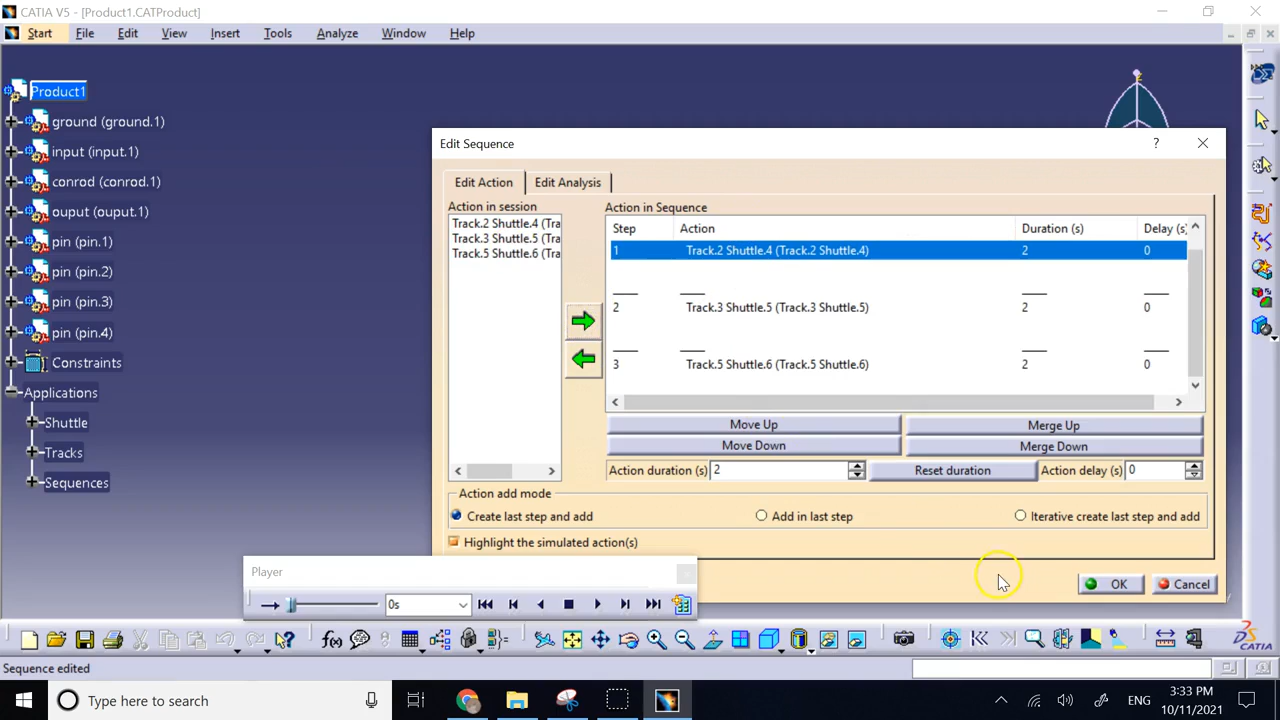 CATIA V5 - [Product1.CATProduct]
Start File Edit View Insert Tools Analyze Window Help
Product1
ground (ground.1)
input (input.1)
conrod (conrod.1)
ouput (ouput.1)
pin (pin.1)
pin (pin.2)
pin (pin.3)
pin (pin.4)
Constraints
Applications
Shuttle
Tracks
Sequences
Edit Sequence
?
Edit Action Edit Analysis
Action in session
Track.2 Shuttle.4 (Tra
Track.3 Shuttle.5 (Tra
Track.5 Shuttle.6 (Tra
Action in Sequence
Step Action Duration (s) Delay (s)
1 Track.2 Shuttle.4 (Track.2 Shuttle.4) 2 0
2 Track.3 Shuttle.5 (Track.3 Shuttle.5) 2 0
3 Track.5 Shuttle.6 (Track.5 Shuttle.6) 2 0
Move Up Merge Up
Move Down Merge Down
Action duration (s) 2 Reset duration Action delay (s) 0
Action add mode
Create last step and add Add in last step Iterative create last step and add
Highlight the simulated action(s)
OK Cancel
Player
0s
f(x)
CATIA
Sequence edited
Type here to search
ENG
3:33 PM
10/11/2021